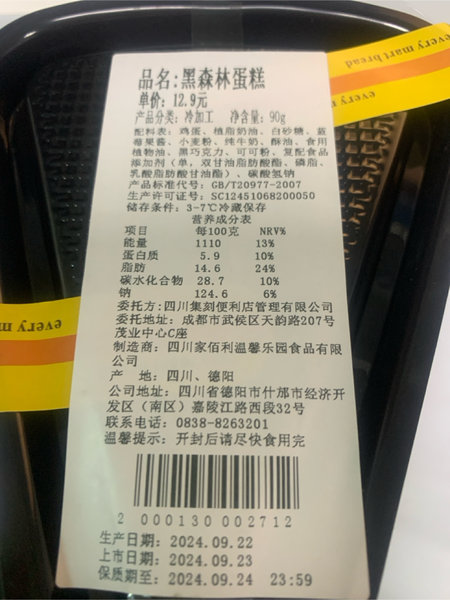 every mart bread
品名:黑森林蛋糕
单价: 12.9元
产品分类: 冷加工 净含量: 90g
配料表: 鸡蛋、植脂奶油、白砂糖、蓝
莓果酱、小麦粉、纯牛奶、酥油、食用
植物油、黑巧克力、可可粉、复配食品
添加剂(单,双甘油脂肪酸酯、磷脂、
乳酸脂肪酸甘油酯)、碳酸氢钠
产品标准代号: GB/T20977-2007
生产许可证号: SC12451068200050
储存条件: 3-7℃冷藏保存
营养成分表
项目 每100克 NRV%
能量 1110 13%
蛋白质 5.9 10%
脂肪 14.6 24%
碳水化合物 28.7 10%
钠 124.6 6%
委托方:四川集刻便利店管理有限公司
委托地址: 成都市武侯区天韵路207号
茂业中心C座
制造商: 四川家佰利温馨乐园食品有限
公司
产 地: 四川、德阳
公司地址: 四川省德阳市什邡市经济开
发区(南区)嘉陵江路西段32号
联系电话: 0838-8263201
温馨提示: 开封后请尽快食用完
2 000130 002712
生产日期: 2024.09.22
上市日期: 2024.09.23
保质期至: 2024.09.24 23:59
every m